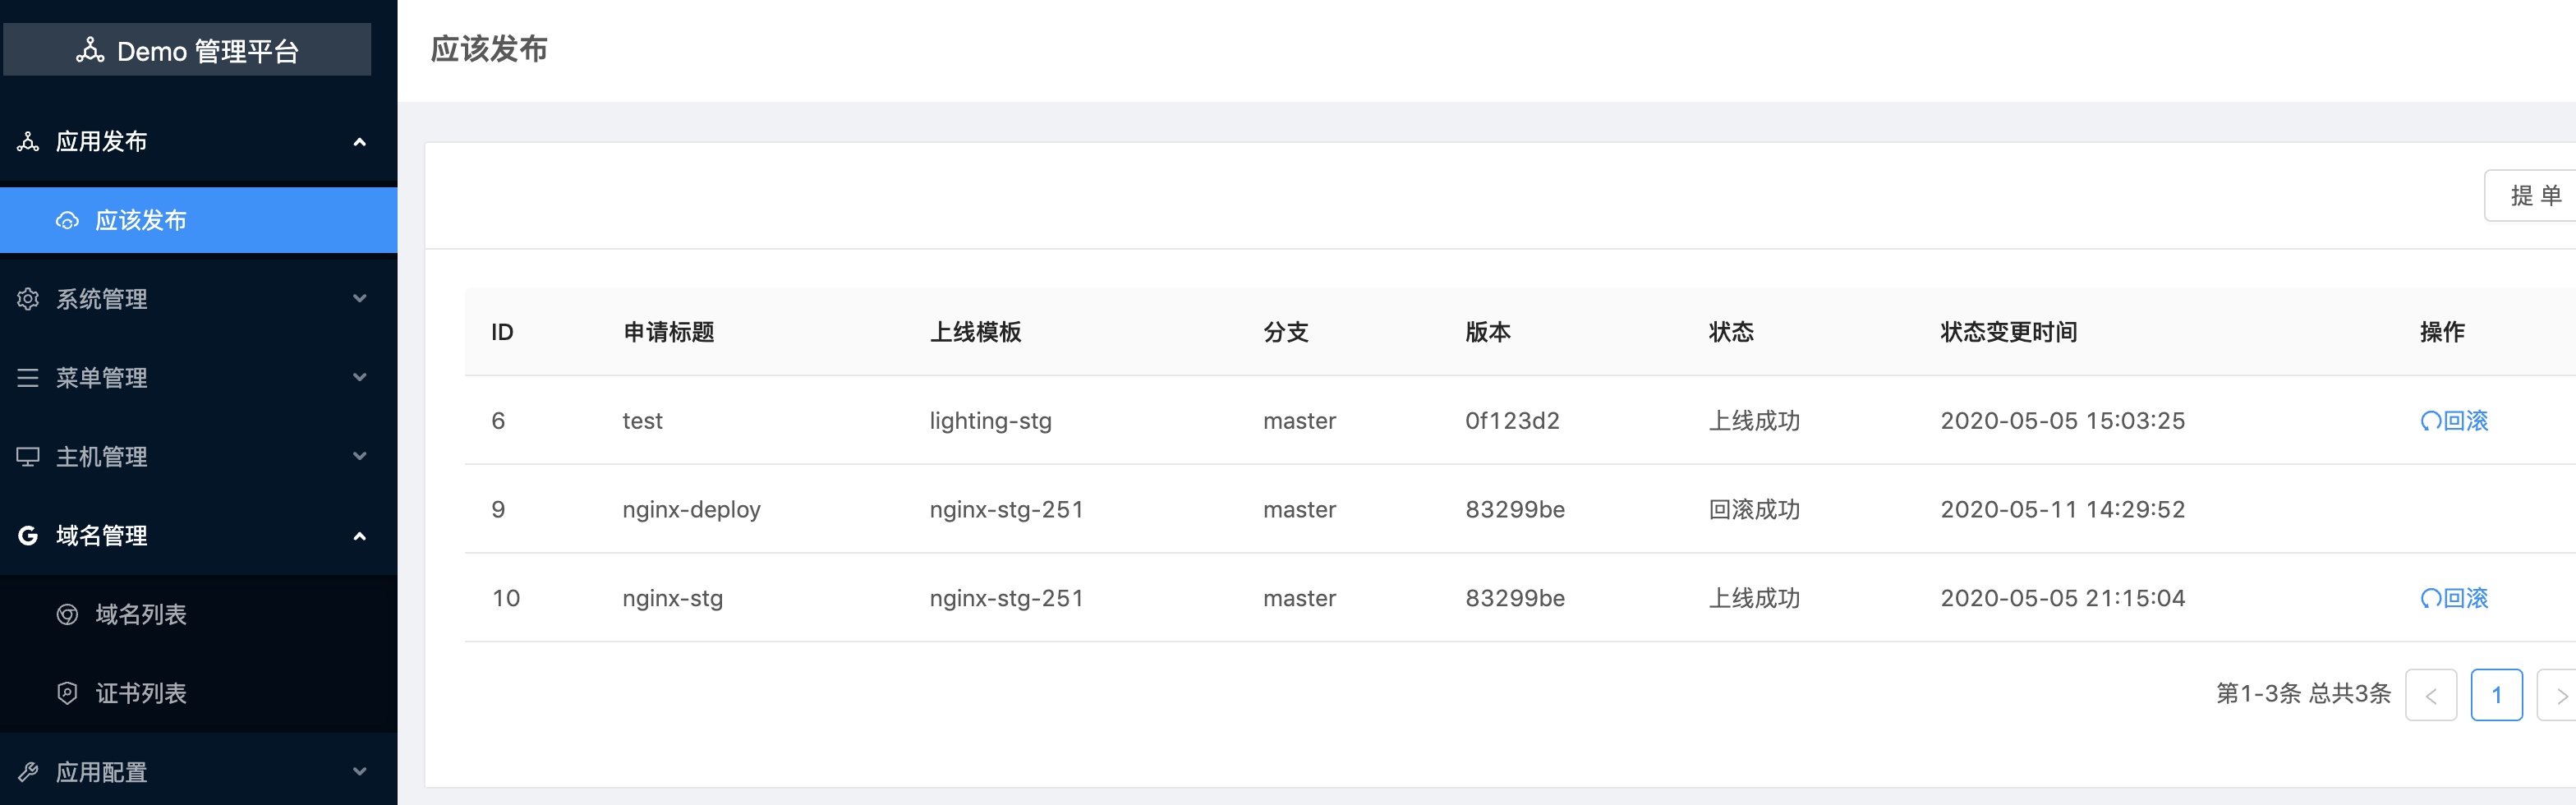 Demo 管理平台
应用发布
应该发布
系统管理
菜单管理
主机管理
域名管理
域名列表
证书列表
应用配置
应该发布
提 单
ID 申请标题 上线模板 分支 版本 状态 状态变更时间 操作
6 test lighting-stg master 0f123d2 上线成功 2020-05-05 15:03:25 回滚
9 nginx-deploy nginx-stg-251 master 83299be 回滚成功 2020-05-11 14:29:52
10 nginx-stg nginx-stg-251 master 83299be 上线成功 2020-05-05 21:15:04 回滚
第1-3条 总共3条 < 1 >